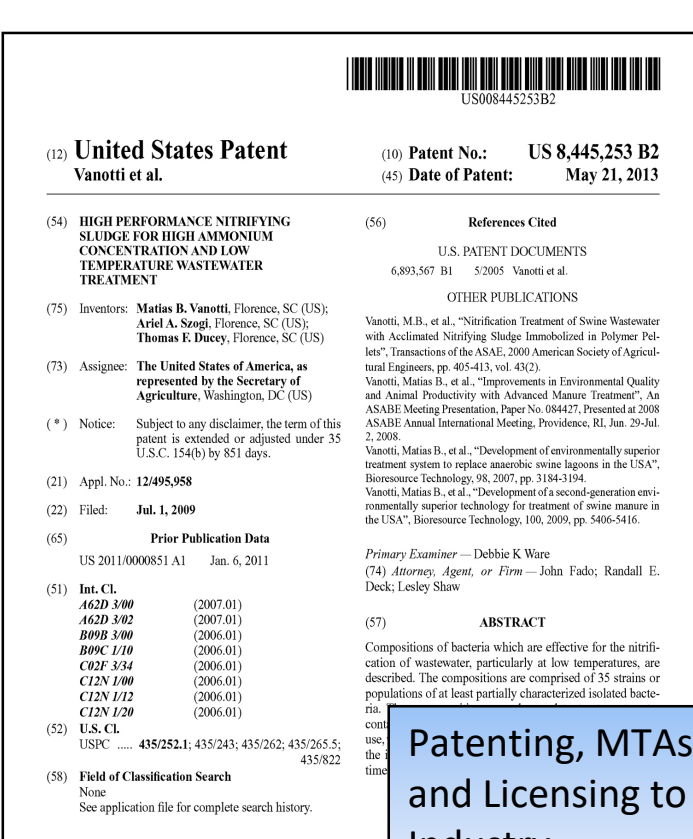 US008445253B2
(12) United States Patent
Vanotti et al.
(10) Patent No.: US 8,445,253 B2
(45) Date of Patent: May 21, 2013
(54) HIGH PERFORMANCE NITRIFYING
SLUDGE FOR HIGH AMMONIUM
CONCENTRATION AND LOW
TEMPERATURE WASTEWATER
TREATMENT
(75) Inventors: Matias B. Vanotti, Florence, SC (US);
Ariel A. Szogi, Florence, SC (US);
Thomas F. Ducey, Florence, SC (US)
(73) Assignee: The United States of America, as
represented by the Secretary of
Agriculture, Washington, DC (US)
( * ) Notice: Subject to any disclaimer, the term of this
patent is extended or adjusted under 35
U.S.C. 154(b) by 851 days.
(21) Appl. No.: 12/495,958
(22) Filed: Jul. 1, 2009
(65) Prior Publication Data
US 2011/0000851 A1 Jan. 6, 2011
(51) Int. Cl.
A62D 3/00 (2007.01)
A62D 3/02 (2007.01)
B09B 3/00 (2006.01)
B09C 1/10 (2006.01)
C02F 3/34 (2006.01)
C12N 1/00 (2006.01)
C12N 1/12 (2006.01)
C12N 1/20 (2006.01)
(52) U.S. Cl.
USPC ..... 435/252.1; 435/243; 435/262; 435/265.5;
435/822
(58) Field of Classification Search
None
See application file for complete search history.
(56) References Cited
U.S. PATENT DOCUMENTS
6,893,567 B1 5/2005 Vanotti et al.
OTHER PUBLICATIONS
Vanotti, M.B., et al., “Nitrification Treatment of Swine Wastewater
with Acclimated Nitrifying Sludge Immobilized in Polymer Pel-
lets”, Transactions of the ASAE, 2000 American Society of Agricul-
tural Engineers, pp. 405-413, vol. 43(2).
Vanotti, Matias B., et al., “Improvements in Environmental Quality
and Animal Productivity with Advanced Manure Treatment”, An
ASABE Meeting Presentation, Paper No. 084427, Presented at 2008
ASABE Annual International Meeting, Providence, RI, Jun. 29-Jul.
2, 2008.
Vanotti, Matias B., et al., “Development of environmentally superior
treatment system to replace anaerobic swine lagoons in the USA”,
Bioresource Technology, 98, 2007, pp. 3184-3194.
Vanotti, Matias B., et al., “Development of a second-generation envi-
ronmentally superior technology for treatment of swine manure in
the USA”, Bioresource Technology, 100, 2009, pp. 5406-5416.
Primary Examiner — Debbie K Ware
(74) Attorney, Agent, or Firm — John Fado; Randall E.
Deck; Lesley Shaw
(57) ABSTRACT
Compositions of bacteria which are effective for the nitrifi-
cation of wastewater, particularly at low temperatures, are
described. The compositions are comprised of 35 strains or
populations of at least partially characterized isolated bacte-
ria.
use,
the
time
Patenting, MTAs
and Licensing to
Industry